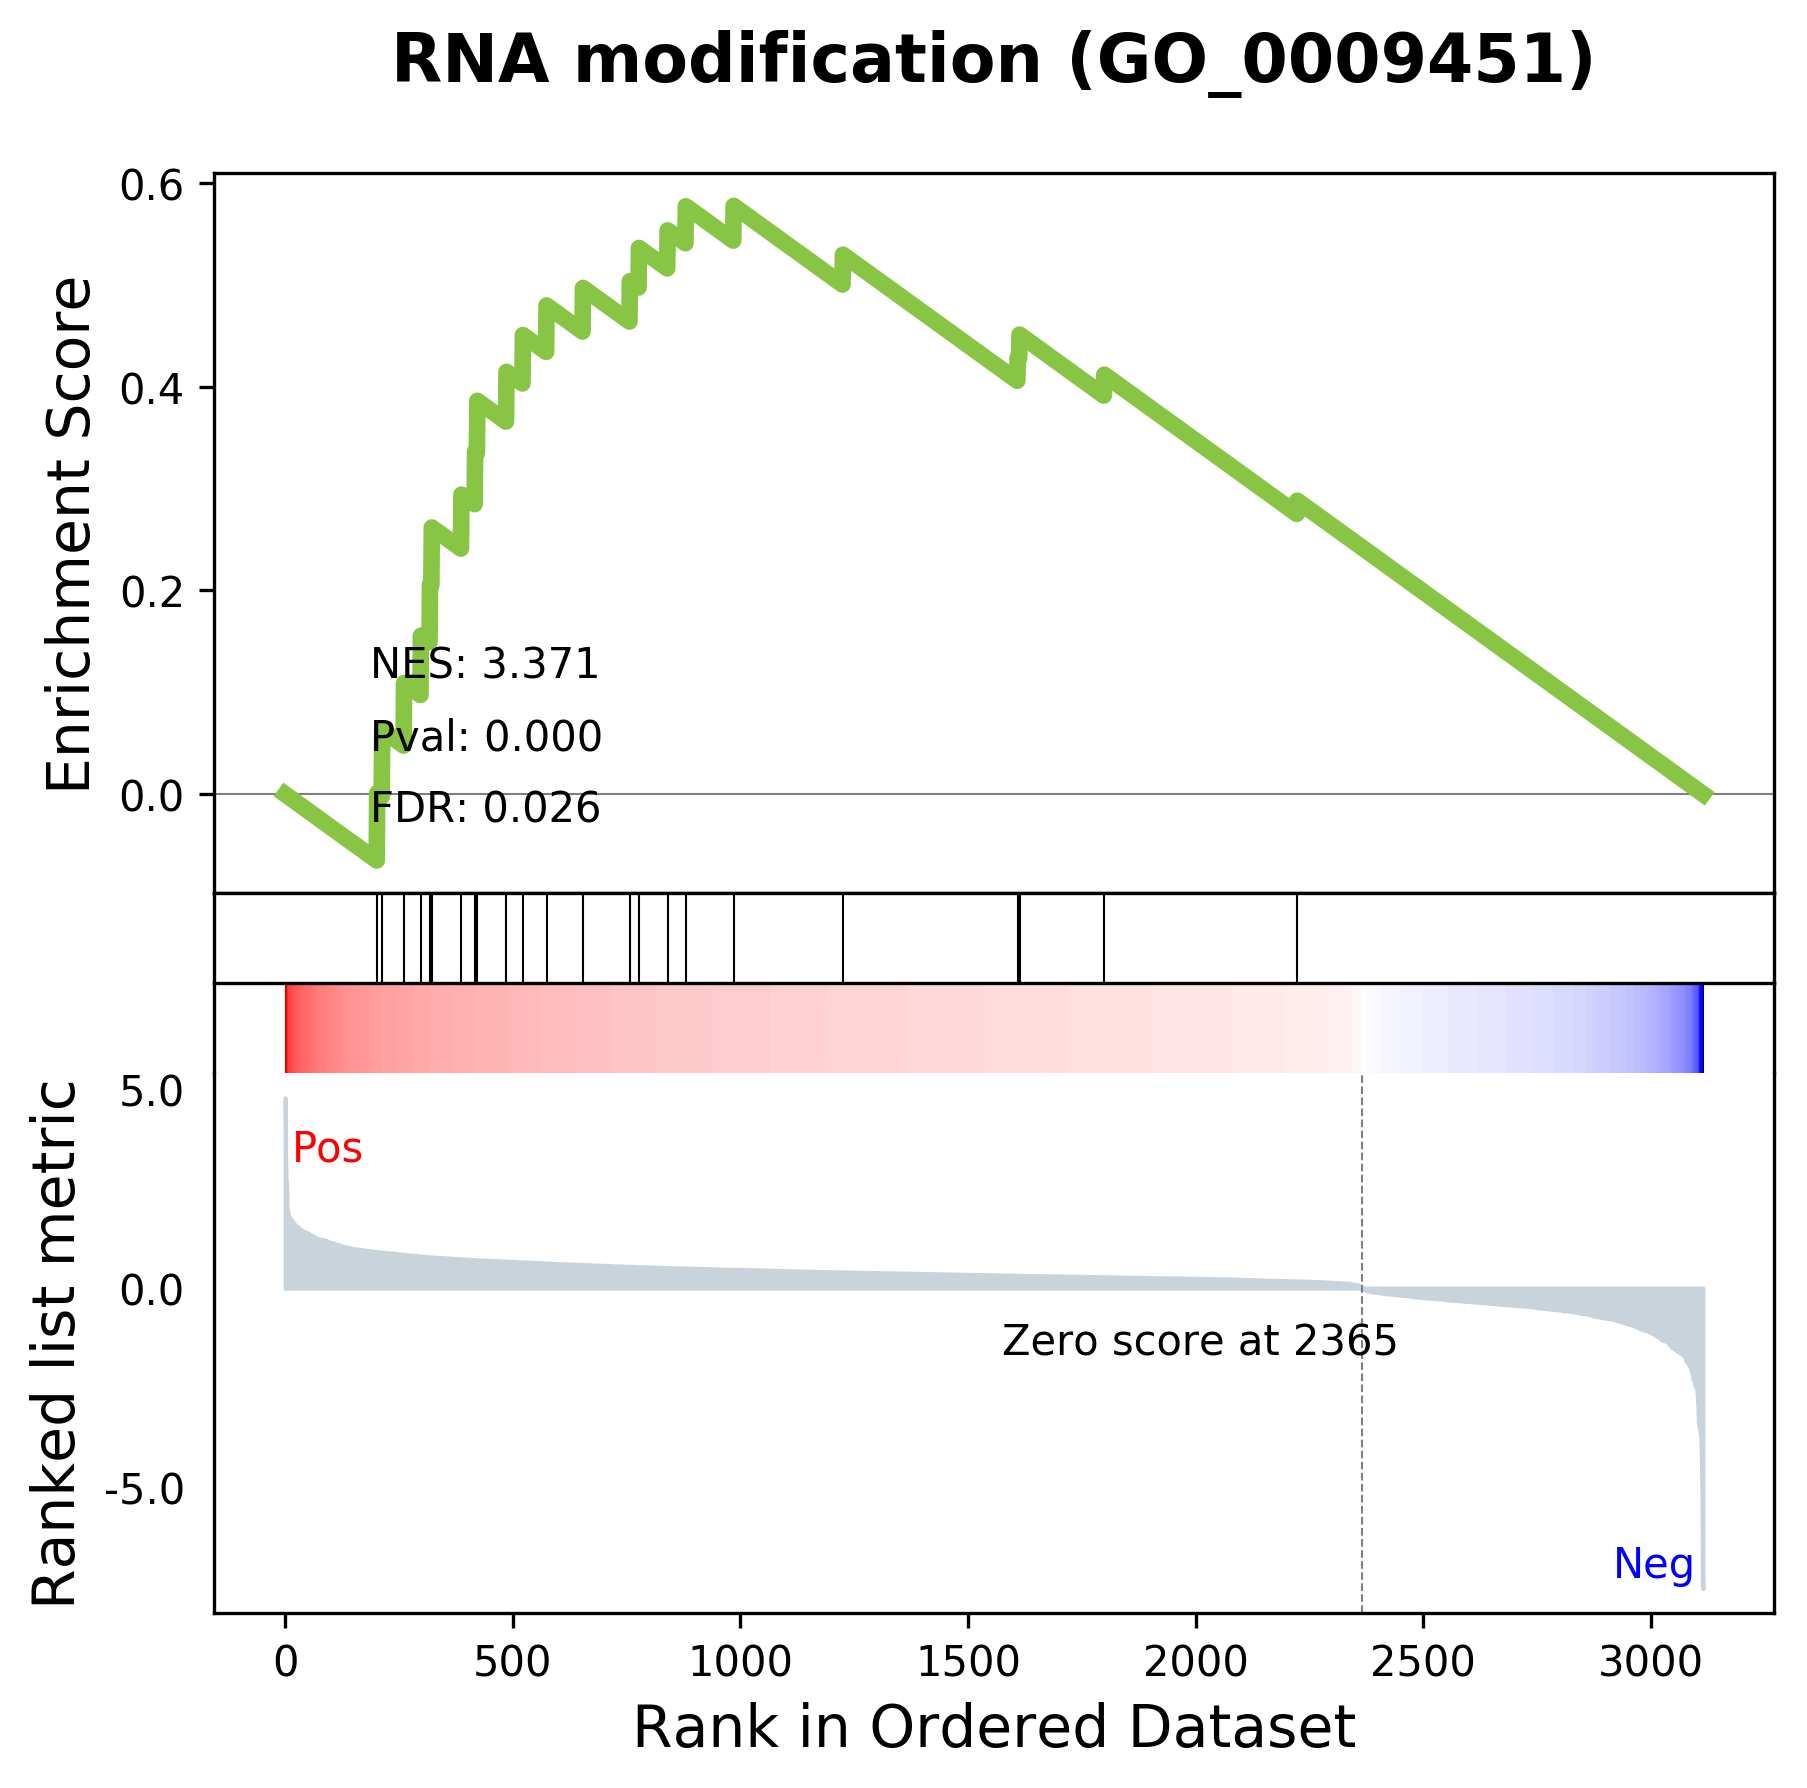 RNA modification (GO_0009451)
0.6
0.4
0.2
0.0
Enrichment Score
NES: 3.371
Pval: 0.000
FDR: 0.026
5.0
0.0
-5.0
Ranked list metric
Pos
Zero score at 2365
Neg
0 500 1000 1500 2000 2500 3000
Rank in Ordered Dataset